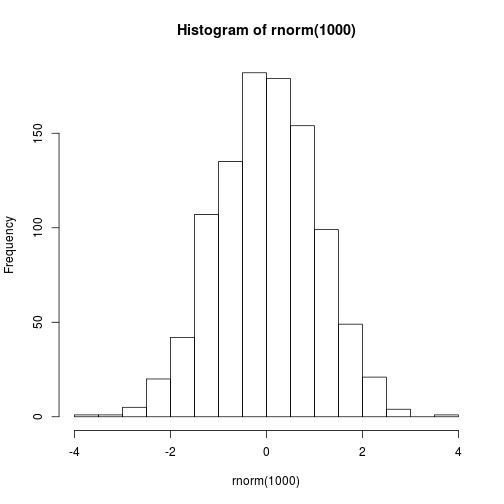 Histogram of rnorm(1000)
Frequency
150
100
50
0
-4 -2 0 2 4
rnorm(1000)